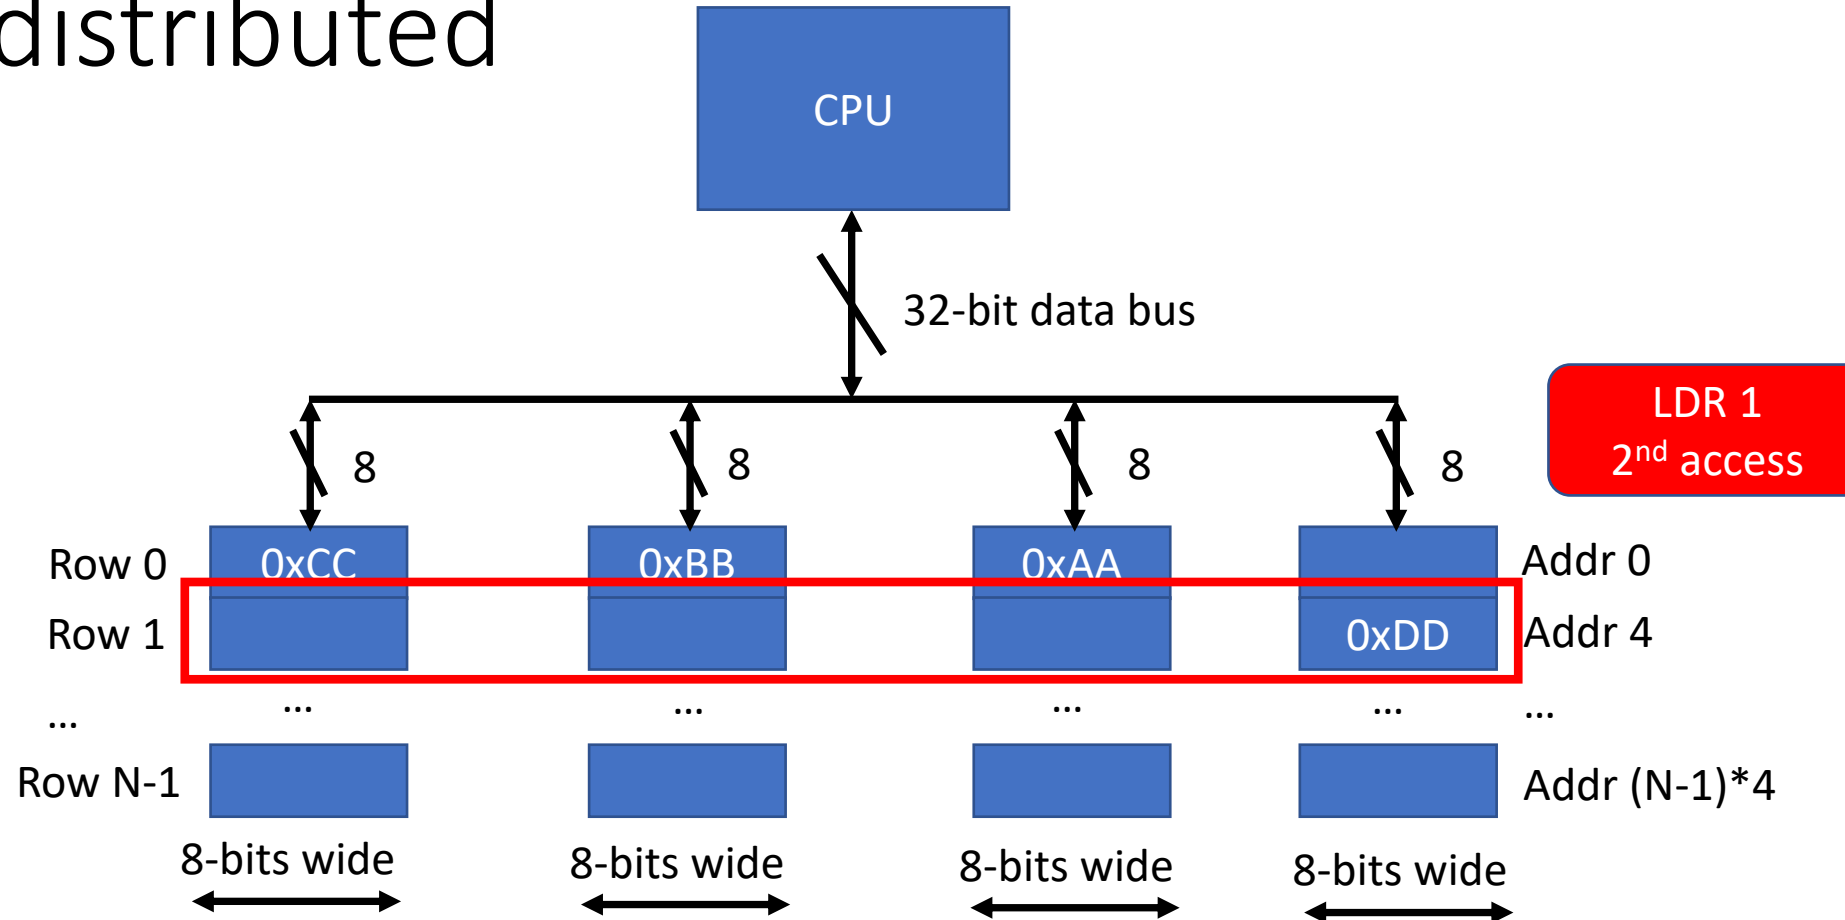 distributed
CPU
32-bit data bus
LDR 1
2nd access
8 8 8 8
Row 0 0xCC 0xBB 0xAA Addr 0
Row 1 0xDD Addr 4
... ... ... ... ... ...
Row N-1 Addr (N-1)*4
8-bits wide 8-bits wide 8-bits wide 8-bits wide